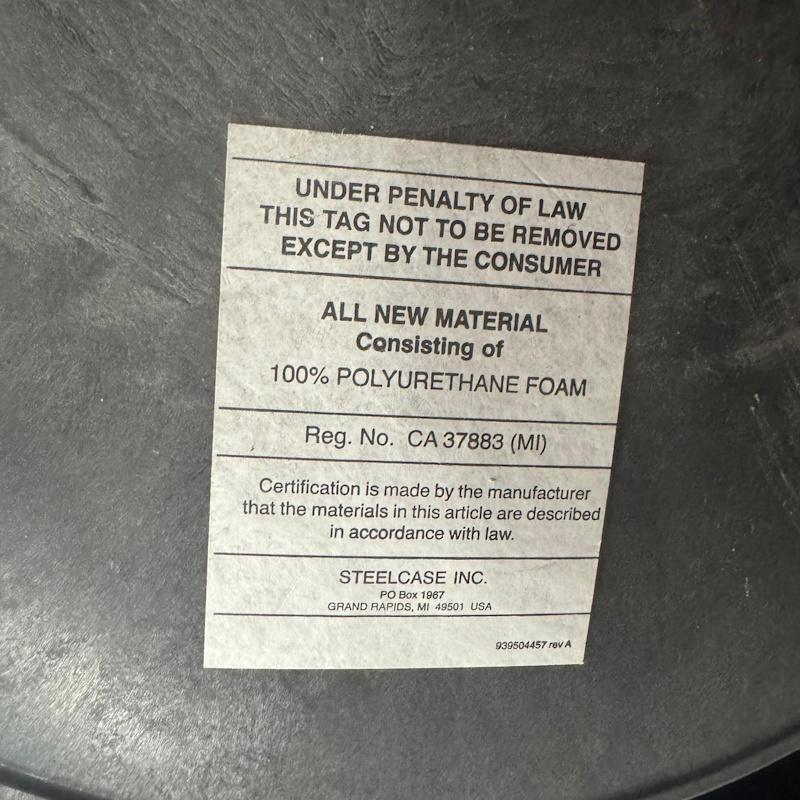 UNDER PENALTY OF LAW
THIS TAG NOT TO BE REMOVED
EXCEPT BY THE CONSUMER
ALL NEW MATERIAL
Consisting of
100% POLYURETHANE FOAM
Reg. No. CA 37883 (MI)
Certification is made by the manufacturer
that the materials in this article are described
in accordance with law.
STEELCASE INC.
PO Box 1967
GRAND RAPIDS, MI 49501 USA
939504457 rev A